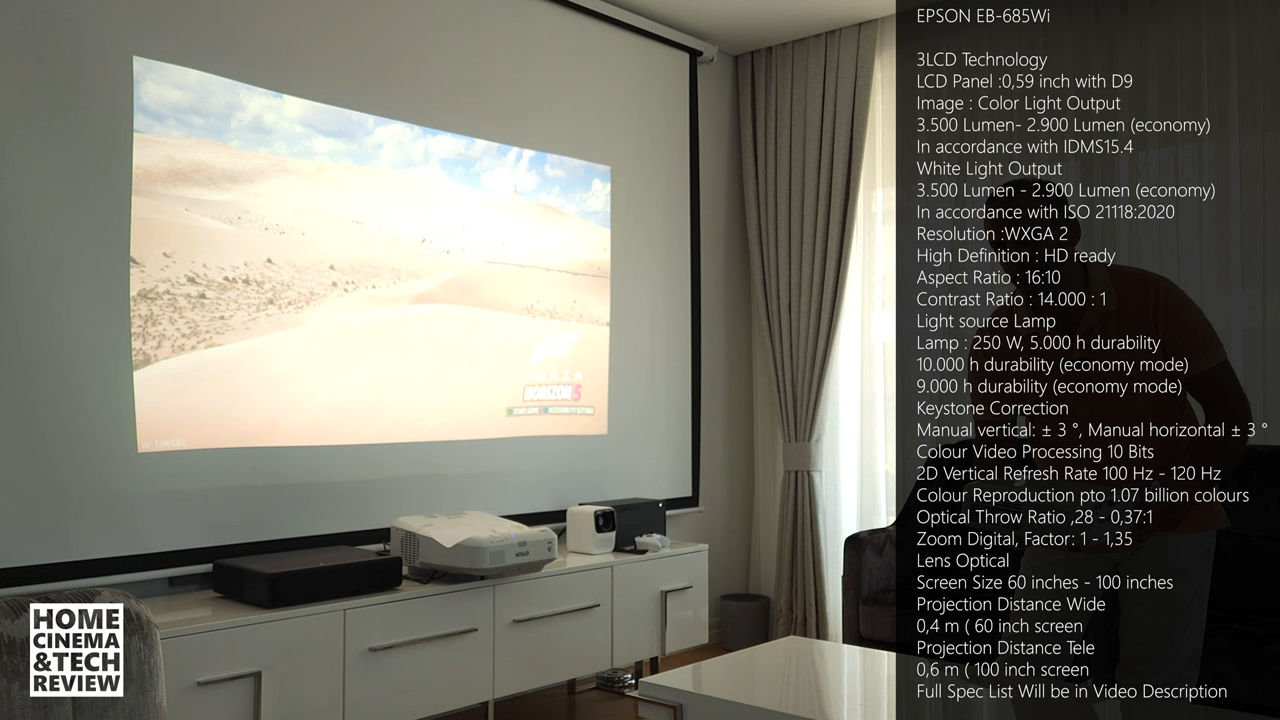 EPSON EB-685Wi
3LCD Technology
LCD Panel :0,59 inch with D9
Image : Color Light Output
3.500 Lumen- 2.900 Lumen (economy)
In accordance with IDMS15.4
White Light Output
3.500 Lumen - 2.900 Lumen (economy)
In accordance with ISO 21118:2020
Resolution :WXGA 2
High Definition : HD ready
Aspect Ratio : 16:10
Contrast Ratio : 14.000 : 1
Light source Lamp
Lamp : 250 W, 5.000 h durability
10.000 h durability (economy mode)
9.000 h durability (economy mode)
Keystone Correction
Manual vertical: ± 3 °, Manual horizontal ± 3 °
Colour Video Processing 10 Bits
2D Vertical Refresh Rate 100 Hz - 120 Hz
Colour Reproduction pto 1.07 billion colours
Optical Throw Ratio ,28 - 0,37:1
Zoom Digital, Factor: 1 - 1,35
Lens Optical
Screen Size 60 inches - 100 inches
Projection Distance Wide
0,4 m ( 60 inch screen
Projection Distance Tele
0,6 m ( 100 inch screen
Full Spec List Will be in Video Description
HORIZON 5
EPSON
HOME
CINEMA
&TECH
REVIEW